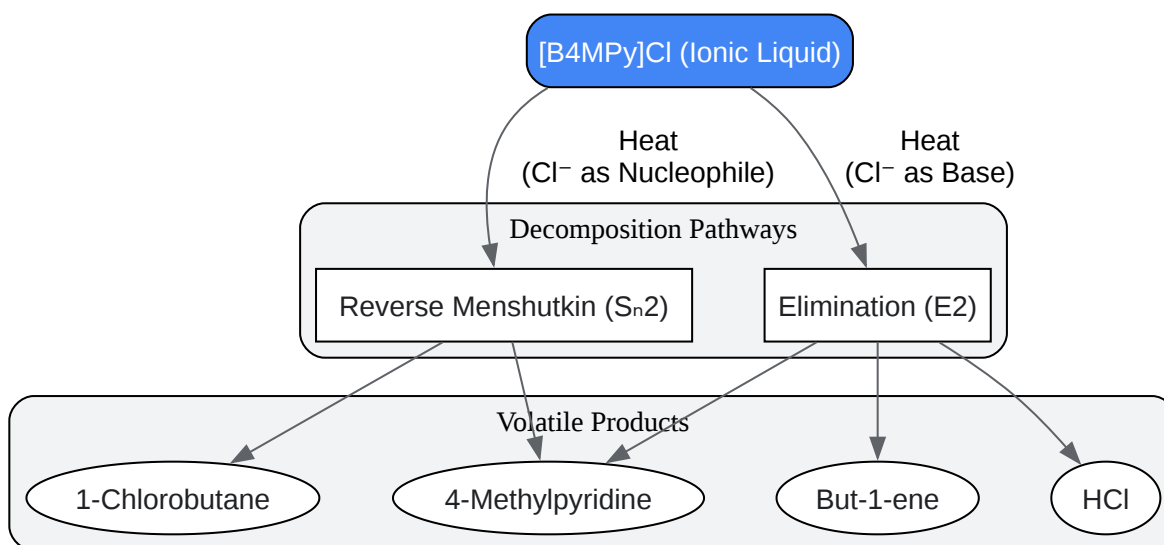 [B4MPy]Cl (Ionic Liquid)
Heat
(Cl⁻ as Nucleophile)
Heat
(Cl⁻ as Base)
Decomposition Pathways
Reverse Menshutkin (Sₙ2)
Elimination (E2)
Volatile Products
1-Chlorobutane
4-Methylpyridine
But-1-ene
HCl